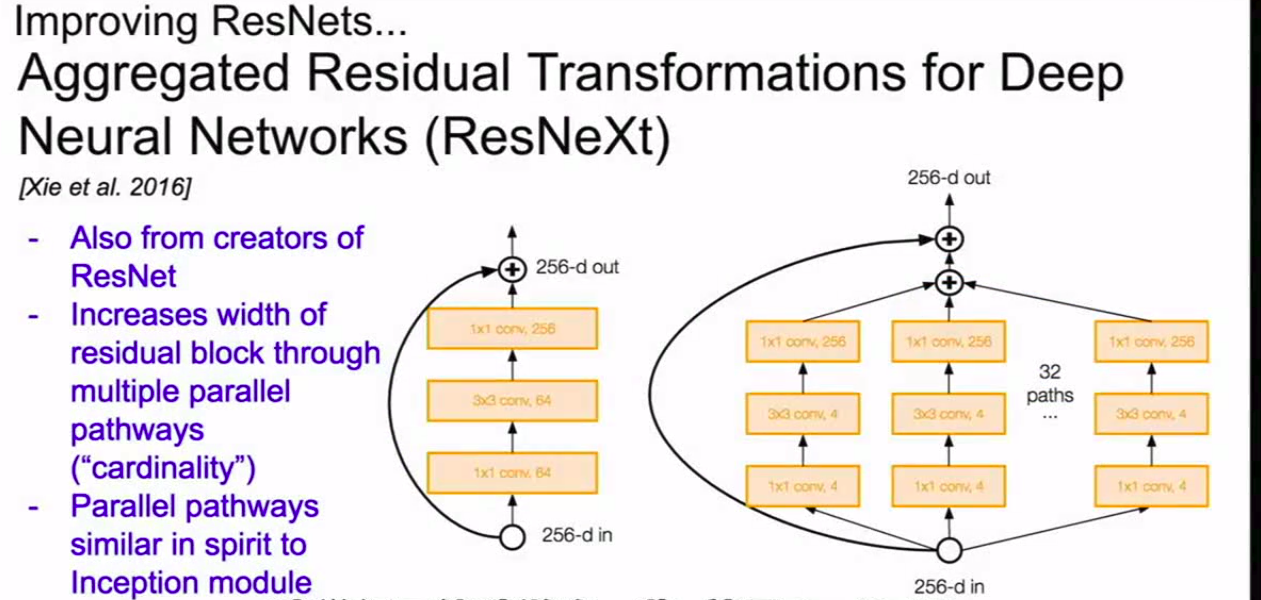 Improving ResNets...
Aggregated Residual Transformations for Deep
Neural Networks (ResNeXt)
[Xie et al. 2016]
- Also from creators of
ResNet
- Increases width of
residual block through
multiple parallel
pathways
("cardinality")
- Parallel pathways
similar in spirit to
Inception module
256-d out
1x1 conv, 256
3x3 conv, 64
1x1 conv, 64
256-d in
256-d out
1x1 conv, 256 1x1 conv, 256 1x1 conv, 256
32
paths
...
3x3 conv, 4 3x3 conv, 4 3x3 conv, 4
1x1 conv, 4 1x1 conv, 4 1x1 conv, 4
256-d in